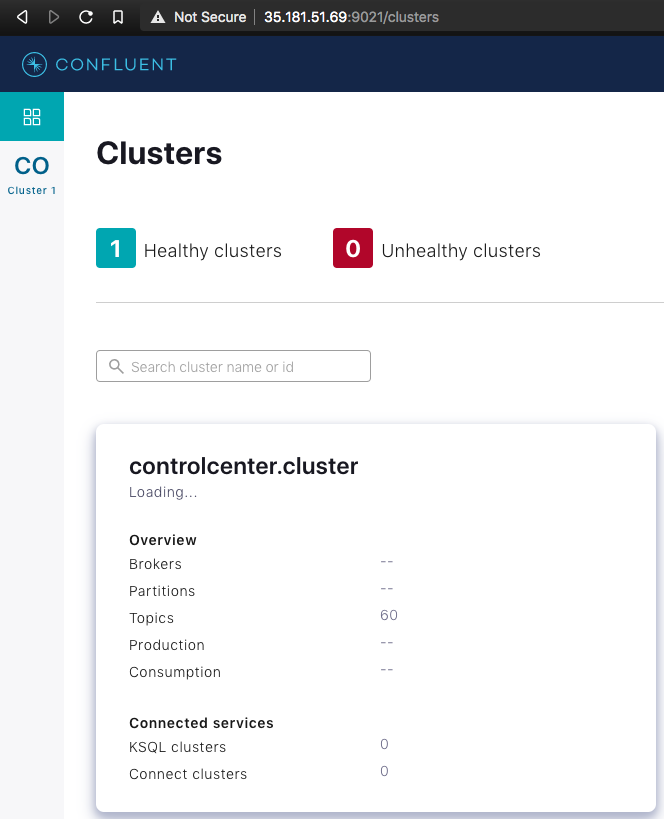 Not Secure 35.181.51.69:9021/clusters
CONFLUENT
CO
Cluster 1
Clusters
1 Healthy clusters 0 Unhealthy clusters
Search cluster name or id
controlcenter.cluster
Loading...
Overview
Brokers --
Partitions --
Topics 60
Production --
Consumption --
Connected services
KSQL clusters 0
Connect clusters 0